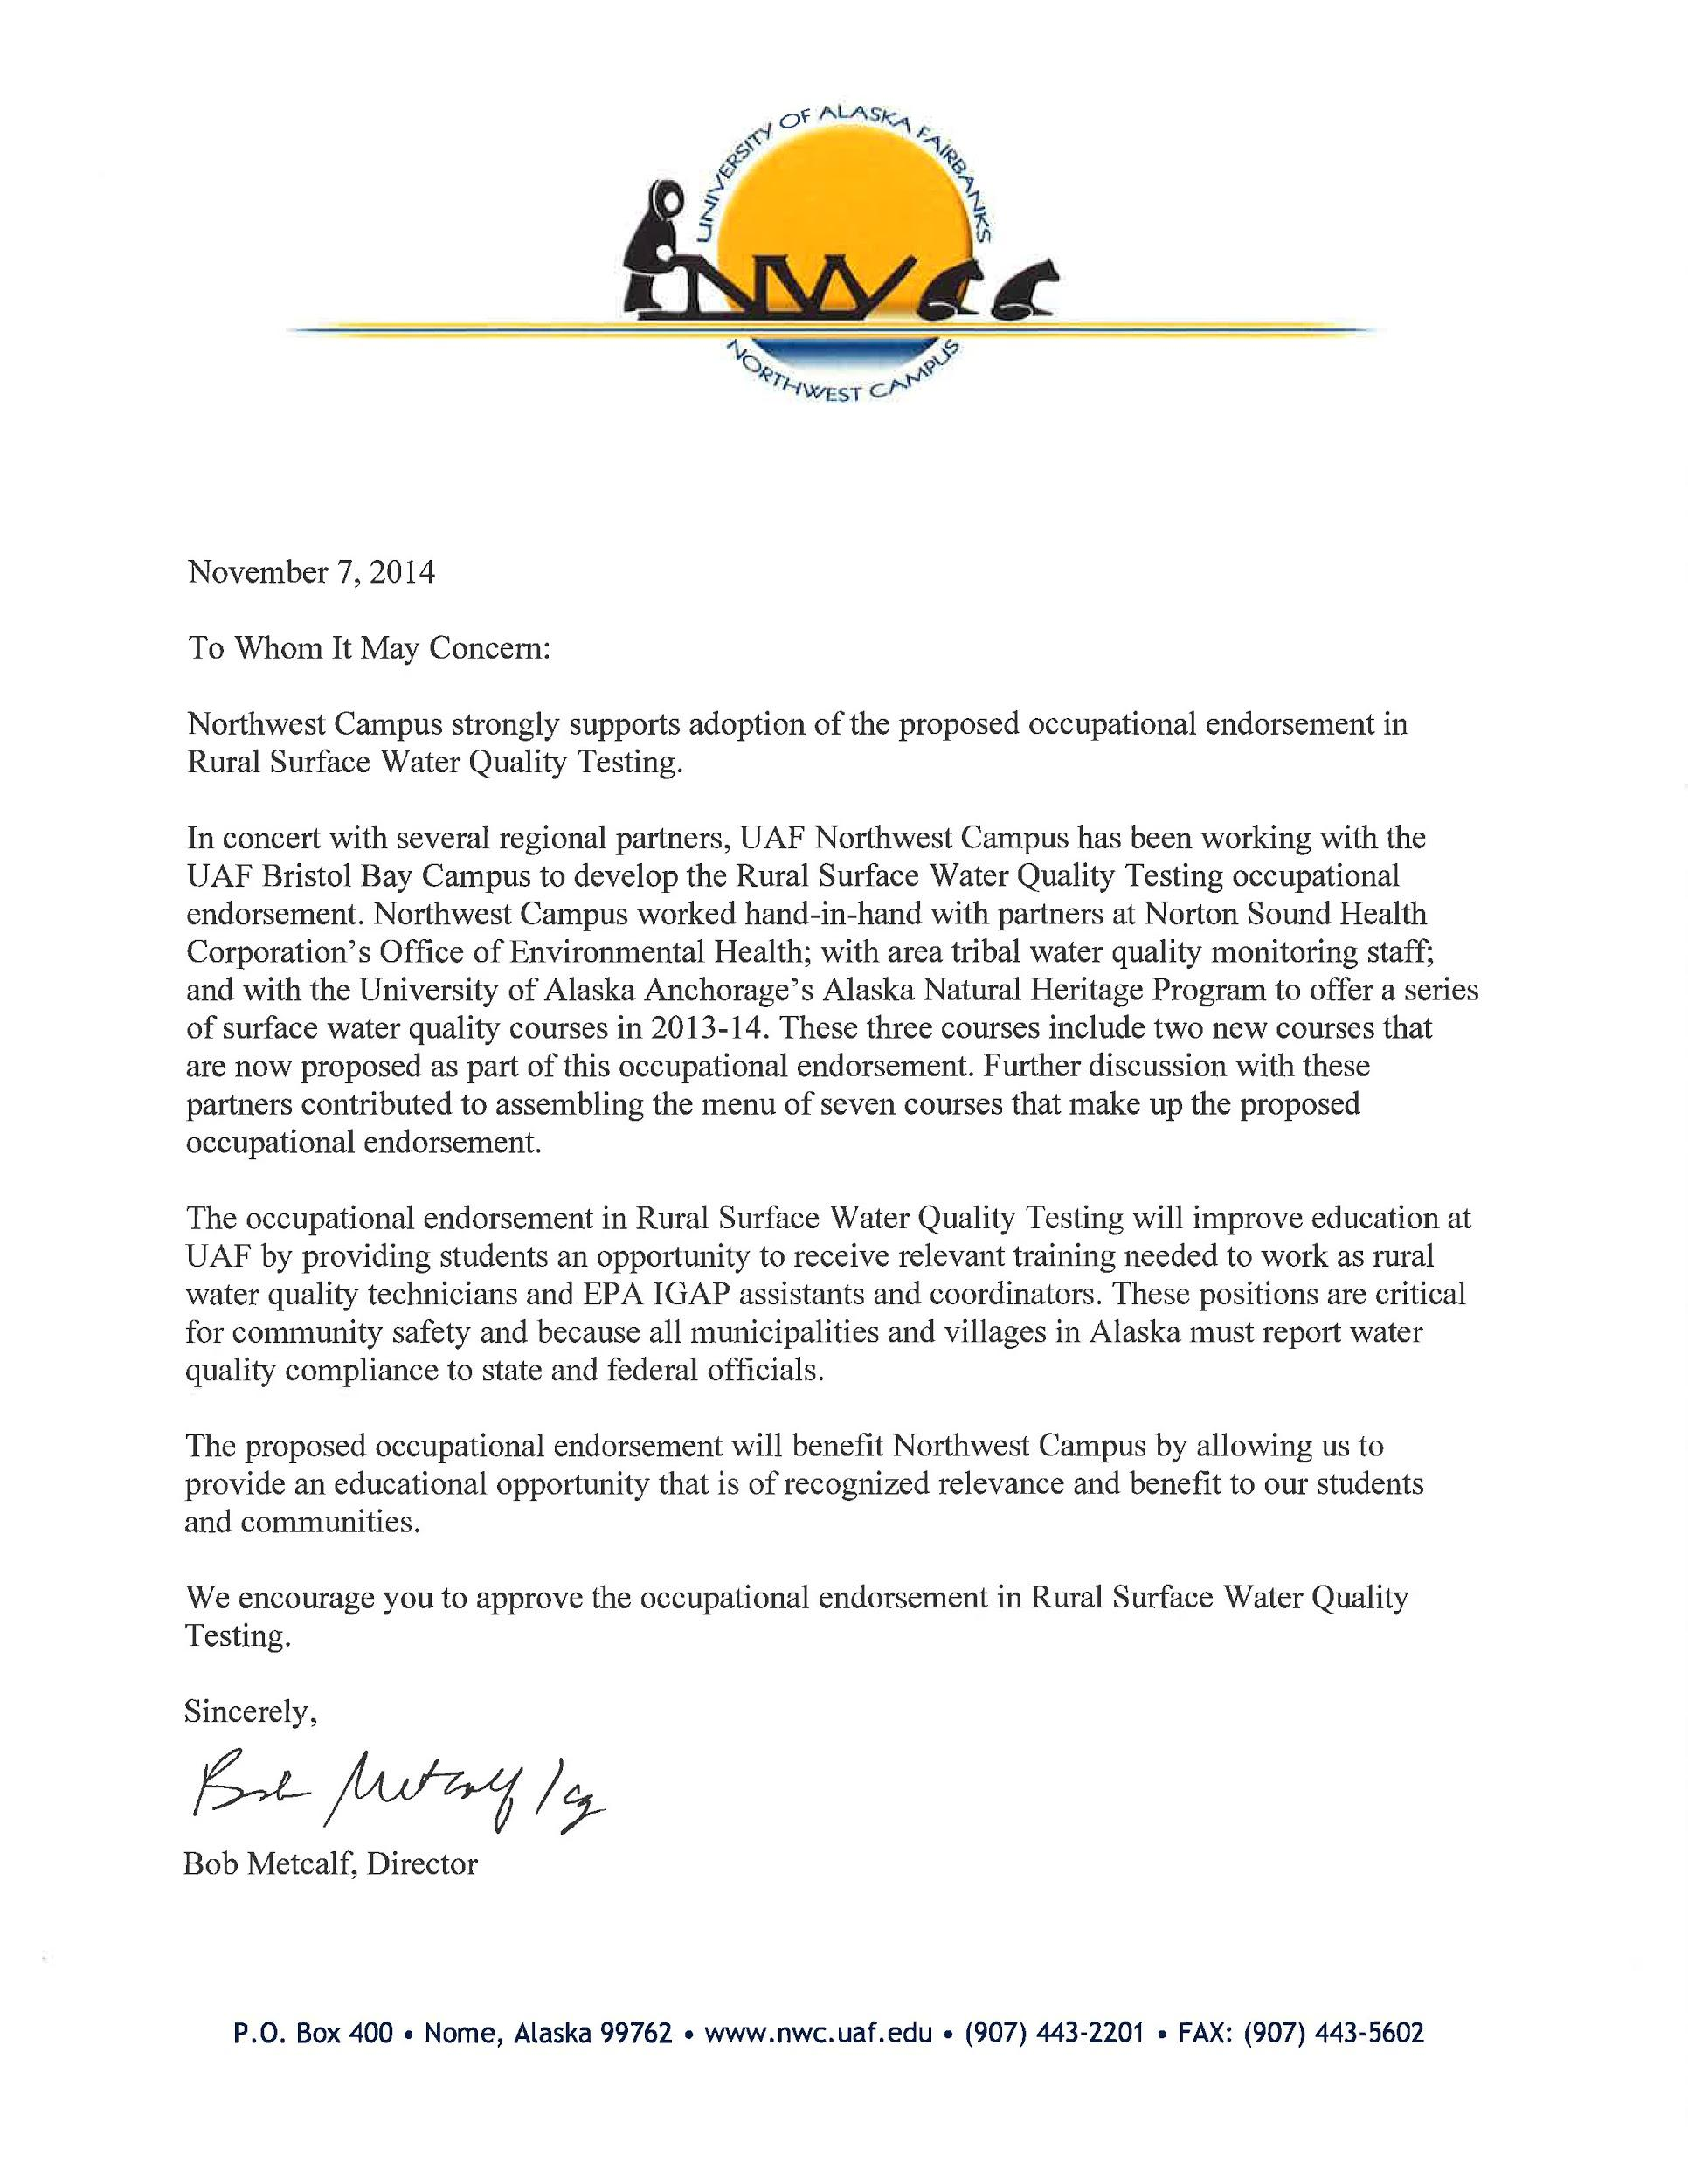 UNIVERSITY OF ALASKA FAIRBANKS
NW
NORTHWEST CAMPUS
November 7, 2014
To Whom It May Concern:
Northwest Campus strongly supports adoption of the proposed occupational endorsement in
Rural Surface Water Quality Testing.
In concert with several regional partners, UAF Northwest Campus has been working with the
UAF Bristol Bay Campus to develop the Rural Surface Water Quality Testing occupational
endorsement. Northwest Campus worked hand-in-hand with partners at Norton Sound Health
Corporation's Office of Environmental Health; with area tribal water quality monitoring staff;
and with the University of Alaska Anchorage's Alaska Natural Heritage Program to offer a series
of surface water quality courses in 2013-14. These three courses include two new courses that
are now proposed as part of this occupational endorsement. Further discussion with these
partners contributed to assembling the menu of seven courses that make up the proposed
occupational endorsement.
The occupational endorsement in Rural Surface Water Quality Testing will improve education at
UAF by providing students an opportunity to receive relevant training needed to work as rural
water quality technicians and EPA IGAP assistants and coordinators. These positions are critical
for community safety and because all municipalities and villages in Alaska must report water
quality compliance to state and federal officials.
The proposed occupational endorsement will benefit Northwest Campus by allowing us to
provide an educational opportunity that is of recognized relevance and benefit to our students
and communities.
We encourage you to approve the occupational endorsement in Rural Surface Water Quality
Testing.
Sincerely,
Bob Metcalf
Bob Metcalf, Director
P.O. Box 400 • Nome, Alaska 99762 • www.nwc.uaf.edu • (907) 443-2201 • FAX: (907) 443-5602